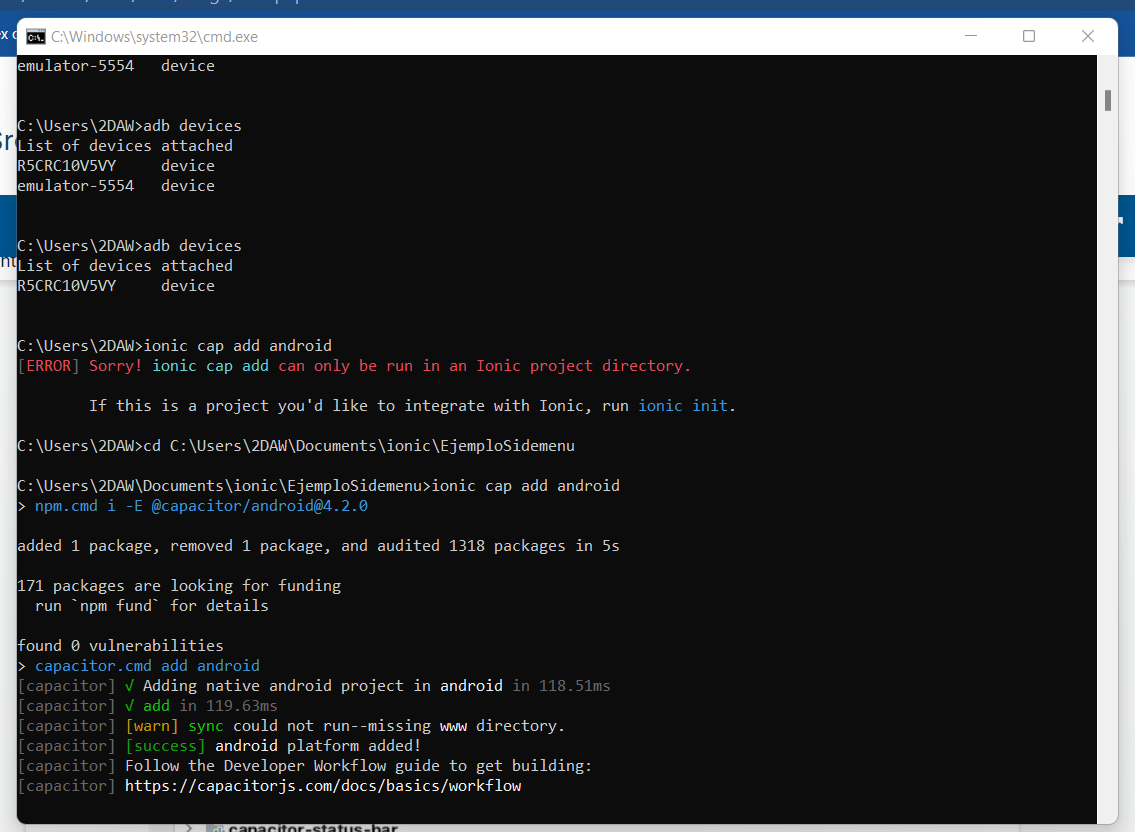 C:\Windows\system32\cmd.exe
emulator-5554   device
C:\Users\2DAW>adb devices
List of devices attached
R5CRC10V5VY     device
emulator-5554   device
C:\Users\2DAW>adb devices
List of devices attached
R5CRC10V5VY     device
C:\Users\2DAW>ionic cap add android
[ERROR] Sorry! ionic cap add can only be run in an Ionic project directory.
        If this is a project you'd like to integrate with Ionic, run ionic init.
C:\Users\2DAW>cd C:\Users\2DAW\Documents\ionic\EjemploSidemenu
C:\Users\2DAW\Documents\ionic\EjemploSidemenu>ionic cap add android
> npm.cmd i -E @capacitor/android@4.2.0
added 1 package, removed 1 package, and audited 1318 packages in 5s
171 packages are looking for funding
  run `npm fund` for details
found 0 vulnerabilities
> capacitor.cmd add android
[capacitor] √ Adding native android project in android in 118.51ms
[capacitor] √ add in 119.63ms
[capacitor] [warn] sync could not run--missing www directory.
[capacitor] [success] android platform added!
[capacitor] Follow the Developer Workflow guide to get building:
[capacitor] https://capacitorjs.com/docs/basics/workflow
capacitor-status-bar